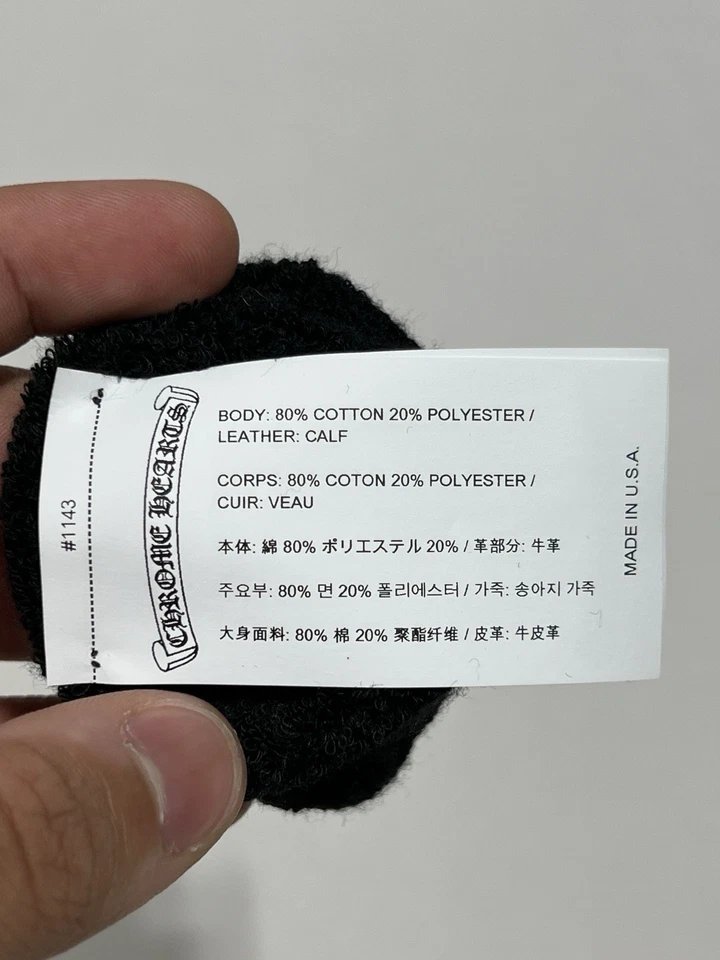 #1143
CHROME HEARTS
BODY: 80% COTTON 20% POLYESTER /
LEATHER: CALF
CORPS: 80% COTON 20% POLYESTER /
CUIR: VEAU
本体: 綿 80% ポリエステル 20% / 革部分: 牛革
주요부: 80% 면 20% 폴리에스터 / 가죽: 송아지 가죽
大身面料: 80% 棉 20% 聚酯纤维 / 皮革: 牛皮革
MADE IN U.S.A.